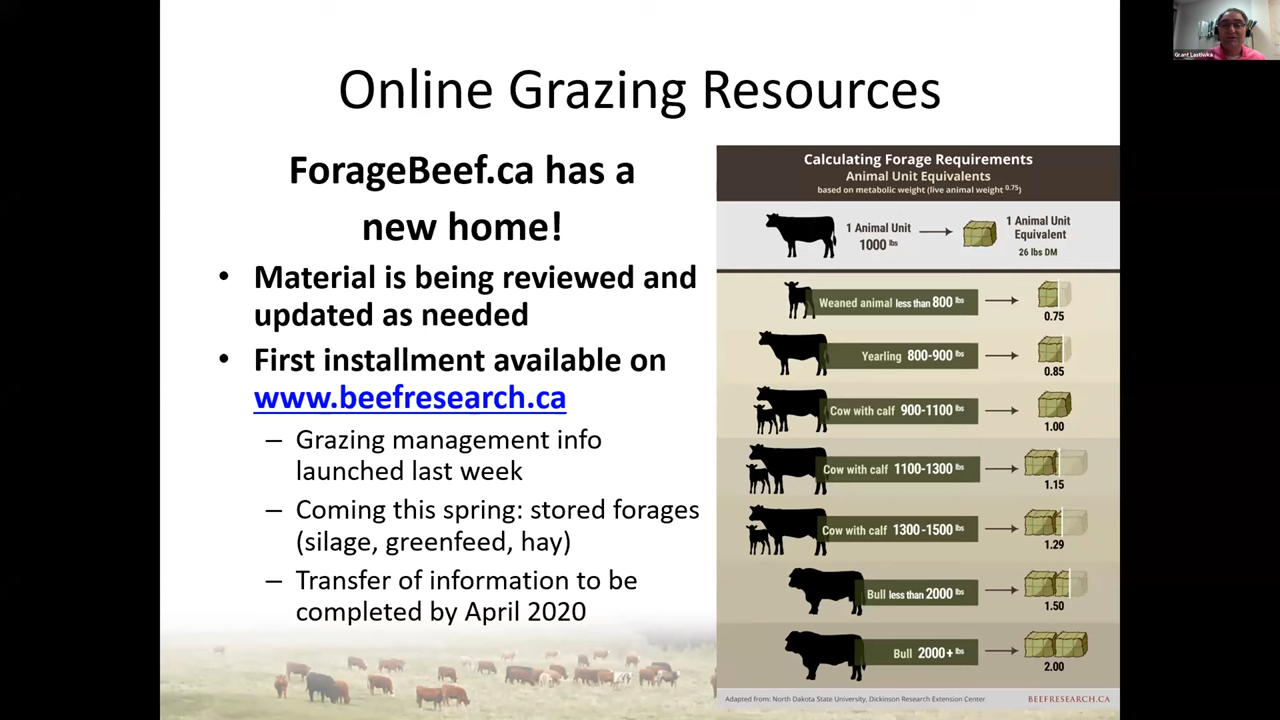 Grant Lastiwka
Online Grazing Resources
ForageBeef.ca has a
new home!
• Material is being reviewed and
updated as needed
• First installment available on
www.beefresearch.ca
– Grazing management info
launched last week
– Coming this spring: stored forages
(silage, greenfeed, hay)
– Transfer of information to be
completed by April 2020
Calculating Forage Requirements
Animal Unit Equivalents
based on metabolic weight (live animal weight 0.75)
1 Animal Unit
1000 lbs
1 Animal Unit
Equivalent
26 lbs DM
Weaned animal less than 800 lbs
0.75
Yearling 800-900 lbs
0.85
Cow with calf 900-1100 lbs
1.00
Cow with calf 1100-1300 lbs
1.15
Cow with calf 1300-1500 lbs
1.29
Bull less than 2000 lbs
1.50
Bull 2000+ lbs
2.00
Adapted from: North Dakota State University, Dickinson Research Extension Center
BEEFRESEARCH.CA